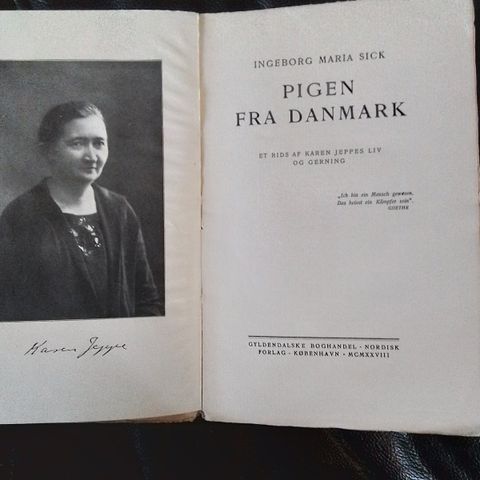 Karen Jeppe
INGEBORG MARIA SICK
PIGEN
FRA DANMARK
ET RIDS AF KAREN JEPPES LIV
OG GERNING
„Ich bin ein Mensch gewesen.
Das heisst ein Kämpfer sein".
GOETHE
GYLDENDALSKE BOGHANDEL - NORDISK
FORLAG - KØBENHAVN - MCMXXVIII